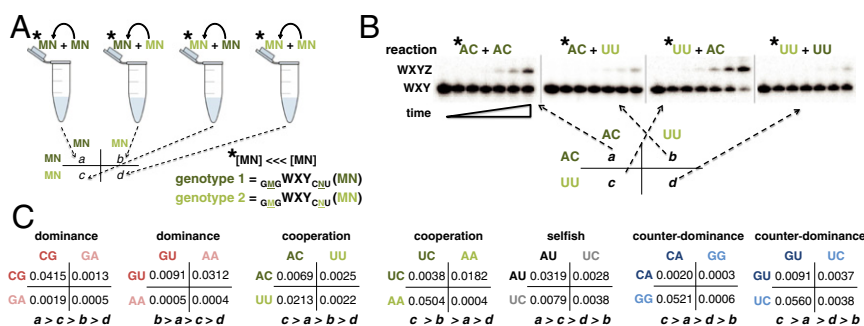 A
*MN + MN
*MN + MN
*MN + MN
*MN + MN
MN MN
MN a b
MN c d
*[MN] <<< [MN]
genotype 1 = GMGWXYCNU(MN)
genotype 2 = GMGWXYCNU(MN)
B
reaction *AC + AC *AC + UU *UU + AC *UU + UU
WXYZ
WXY
time
AC UU
AC a b
UU c d
C
dominance
CG GA
CG 0.0415 0.0013
GA 0.0019 0.0005
a > c > b > d
dominance
GU AA
GU 0.0091 0.0312
AA 0.0005 0.0004
b > a > c > d
cooperation
AC UU
AC 0.0069 0.0025
UU 0.0213 0.0022
c > a > b > d
cooperation
UC AA
UC 0.0038 0.0182
AA 0.0504 0.0004
c > b > a > d
selfish
AU UC
AU 0.0319 0.0028
UC 0.0079 0.0038
a > c > d > b
counter-dominance
CA GG
CA 0.0020 0.0003
GG 0.0521 0.0006
c > a > d > b
counter-dominance
GU UC
GU 0.0091 0.0037
UC 0.0560 0.0038
c > a > d > b